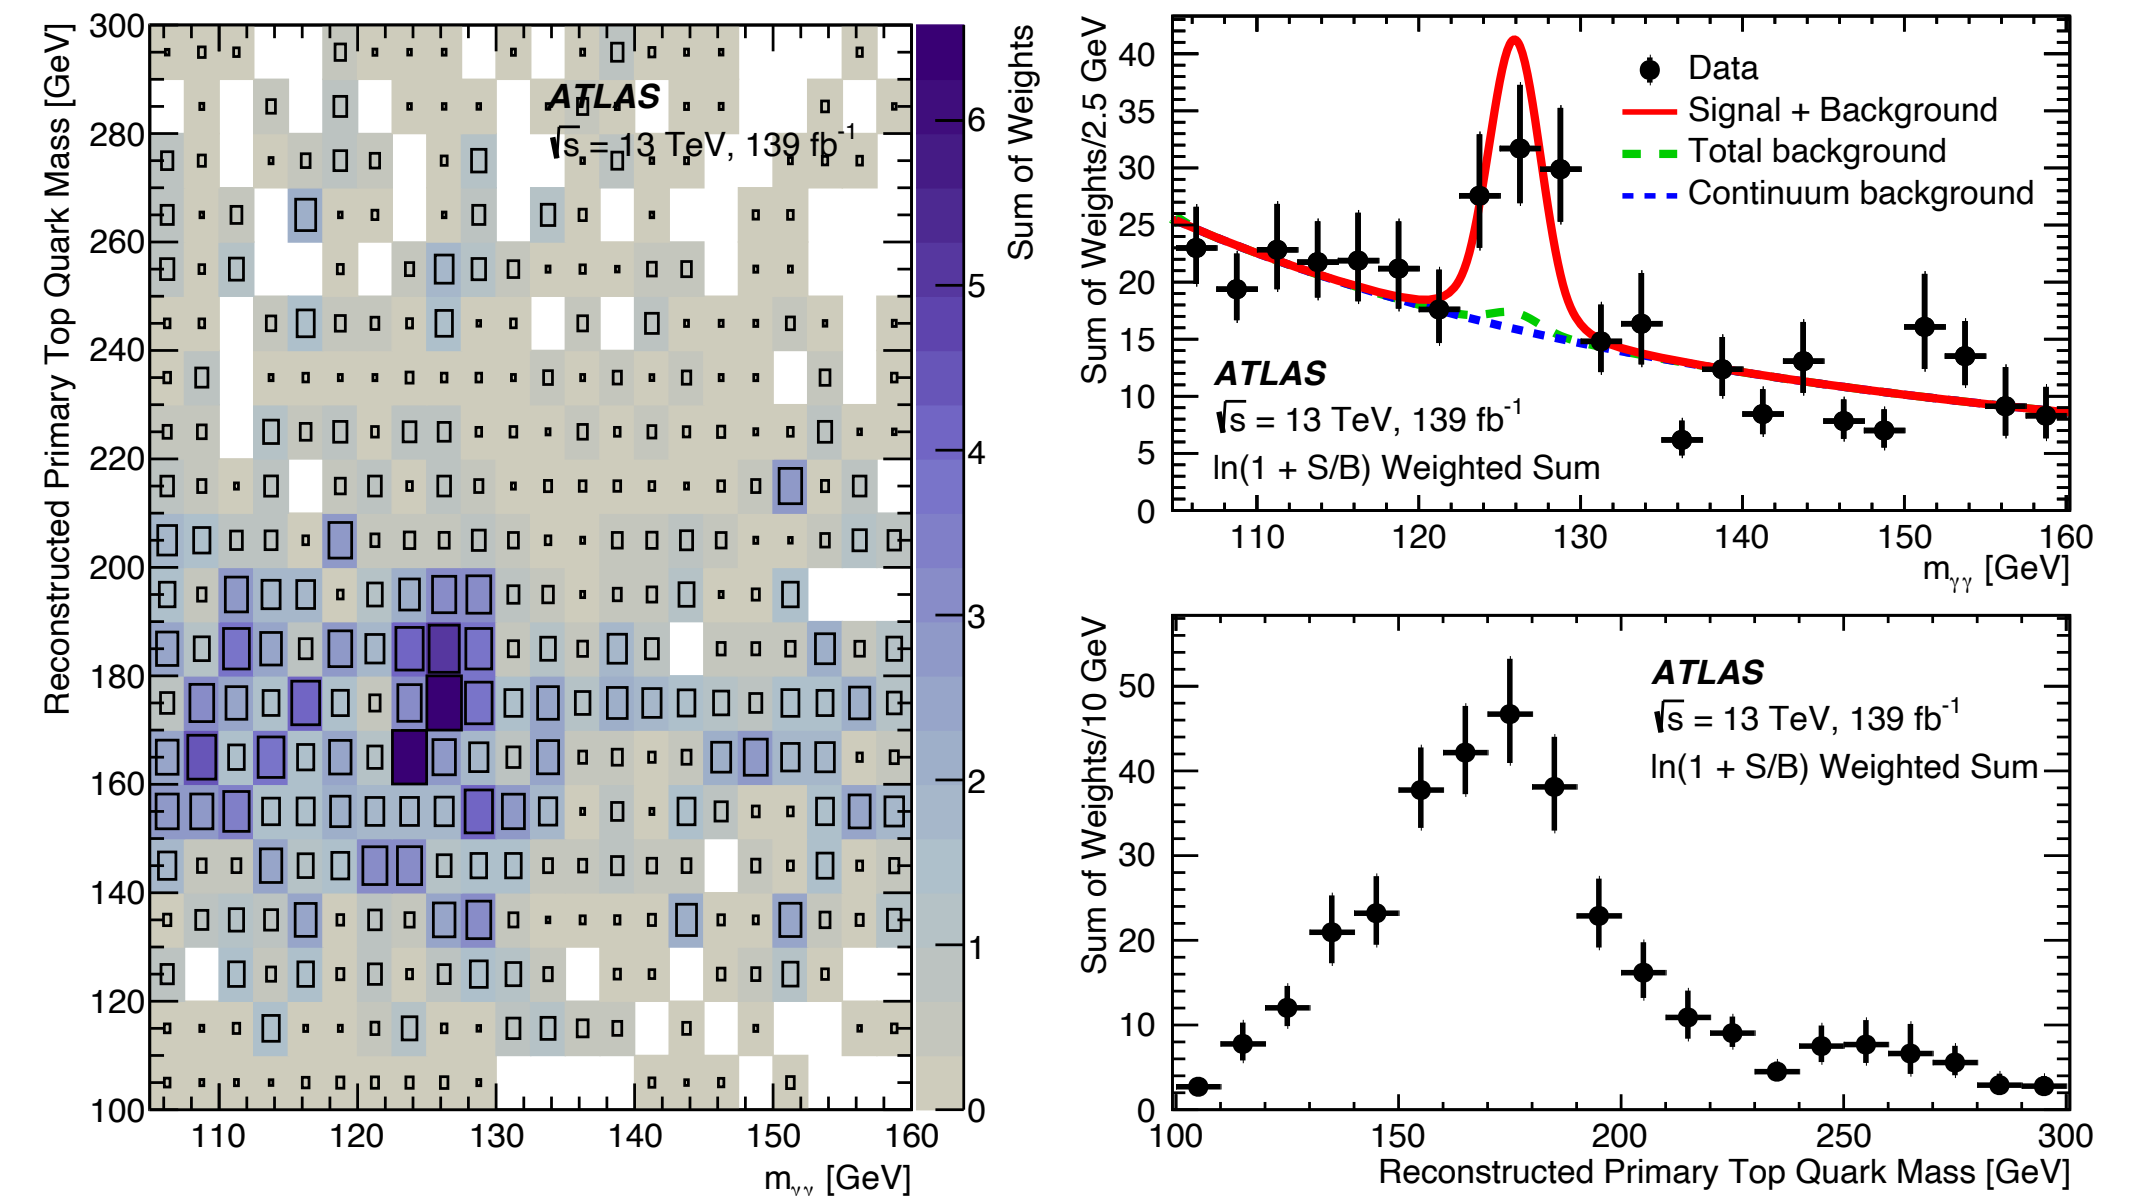 Reconstructed Primary Top Quark Mass [GeV]
300
280
260
240
220
200
180
160
140
120
100
110
120
130
140
150
160
mγγ [GeV]
ATLAS
√s = 13 TeV, 139 fb-1
Sum of Weights
6
5
4
3
2
1
0
Sum of Weights/2.5 GeV
40
35
30
25
20
15
10
5
0
110
120
130
140
150
160
mγγ [GeV]
Data
Signal + Background
Total background
Continuum background
ATLAS
√s = 13 TeV, 139 fb-1
ln(1 + S/B) Weighted Sum
Sum of Weights/10 GeV
50
40
30
20
10
0
100
150
200
250
300
Reconstructed Primary Top Quark Mass [GeV]
ATLAS
√s = 13 TeV, 139 fb-1
ln(1 + S/B) Weighted Sum